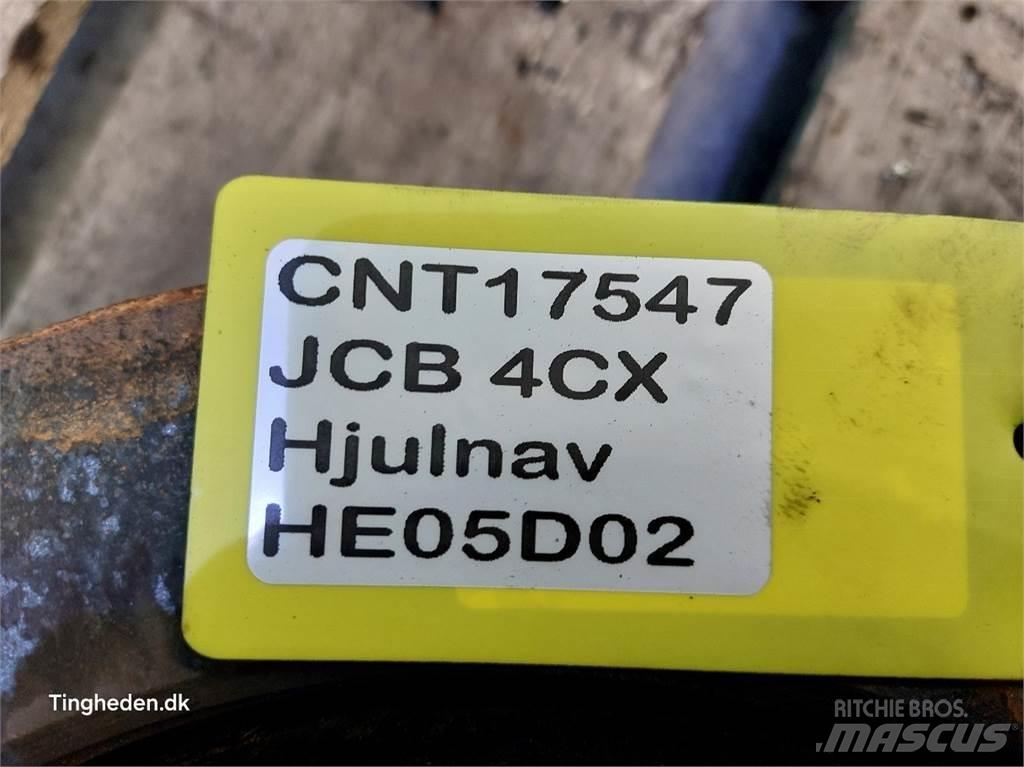 CNT17547
JCB 4CX
Hjulnav
HE05D02
Tingheden.dk
RITCHIE BROS.
MASCUS